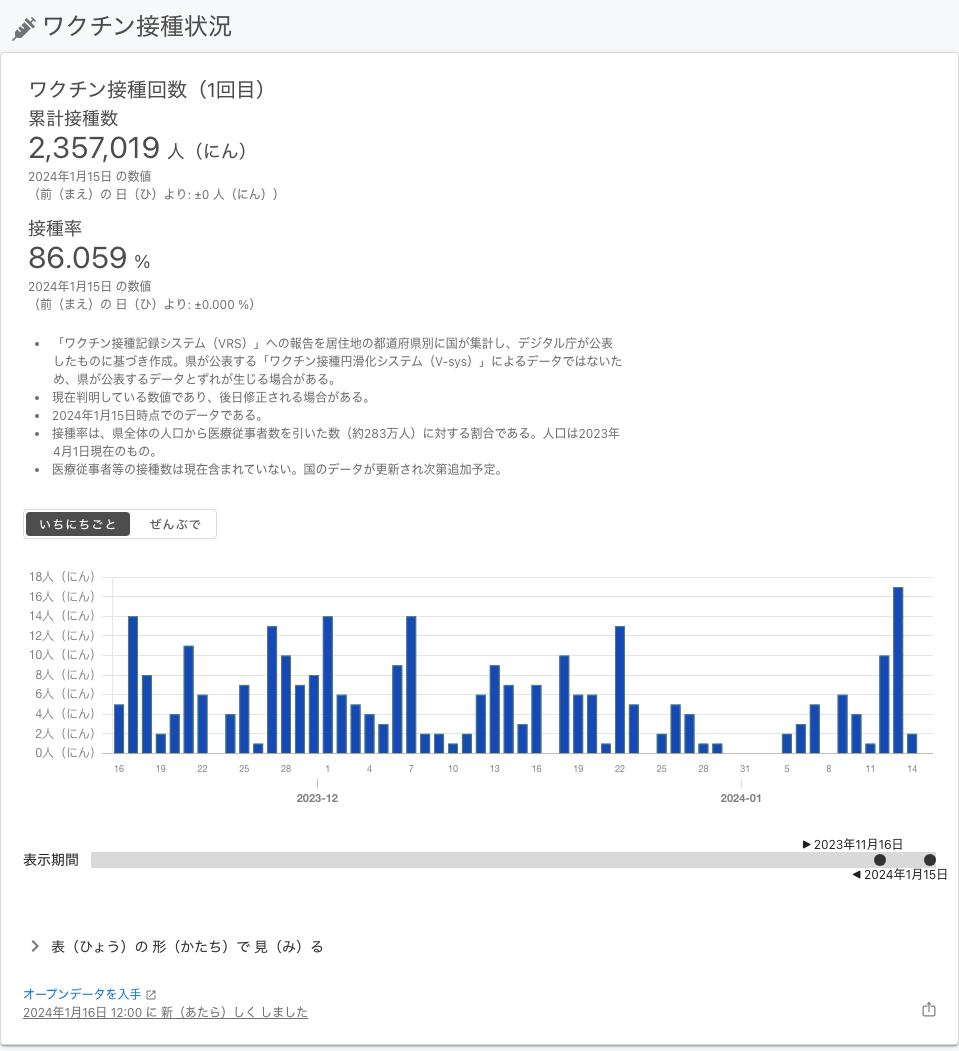 ワクチン接種状況
ワクチン接種回数（1回目）
累計接種数
2,357,019 人（にん）
2024年1月15日 の数値
（前（まえ）の 日（ひ）より: ±0 人（にん））
接種率
86.059 %
2024年1月15日 の数値
（前（まえ）の 日（ひ）より: ±0.000 %）
• 「ワクチン接種記録システム（VRS）」への報告を居住地の都道府県別に国が集計し、デジタル庁が公表
したものに基づき作成。県が公表する「ワクチン接種円滑化システム（V-sys）」によるデータではないた
め、県が公表するデータとずれが生じる場合がある。
• 現在判明している数値であり、後日修正される場合がある。
• 2024年1月15日時点でのデータである。
• 接種率は、県全体の人口から医療従事者数を引いた数（約283万人）に対する割合である。人口は2023年
4月1日現在のもの。
• 医療従事者等の接種数は現在含まれていない。国のデータが更新され次第追加予定。
いちにちごと ぜんぶで
18人（にん）
16人（にん）
14人（にん）
12人（にん）
10人（にん）
8人（にん）
6人（にん）
4人（にん）
2人（にん）
0人（にん）
16 19 22 25 28 1 4 7 10 13 16 19 22 25 28 31 5 8 11 14
2023-12 2024-01
▶ 2023年11月16日
表示期間
◀ 2024年1月15日
表（ひょう）の 形（かたち）で 見（み）る
オープンデータを入手
2024年1月16日 12:00 に 新（あたら）しく しました